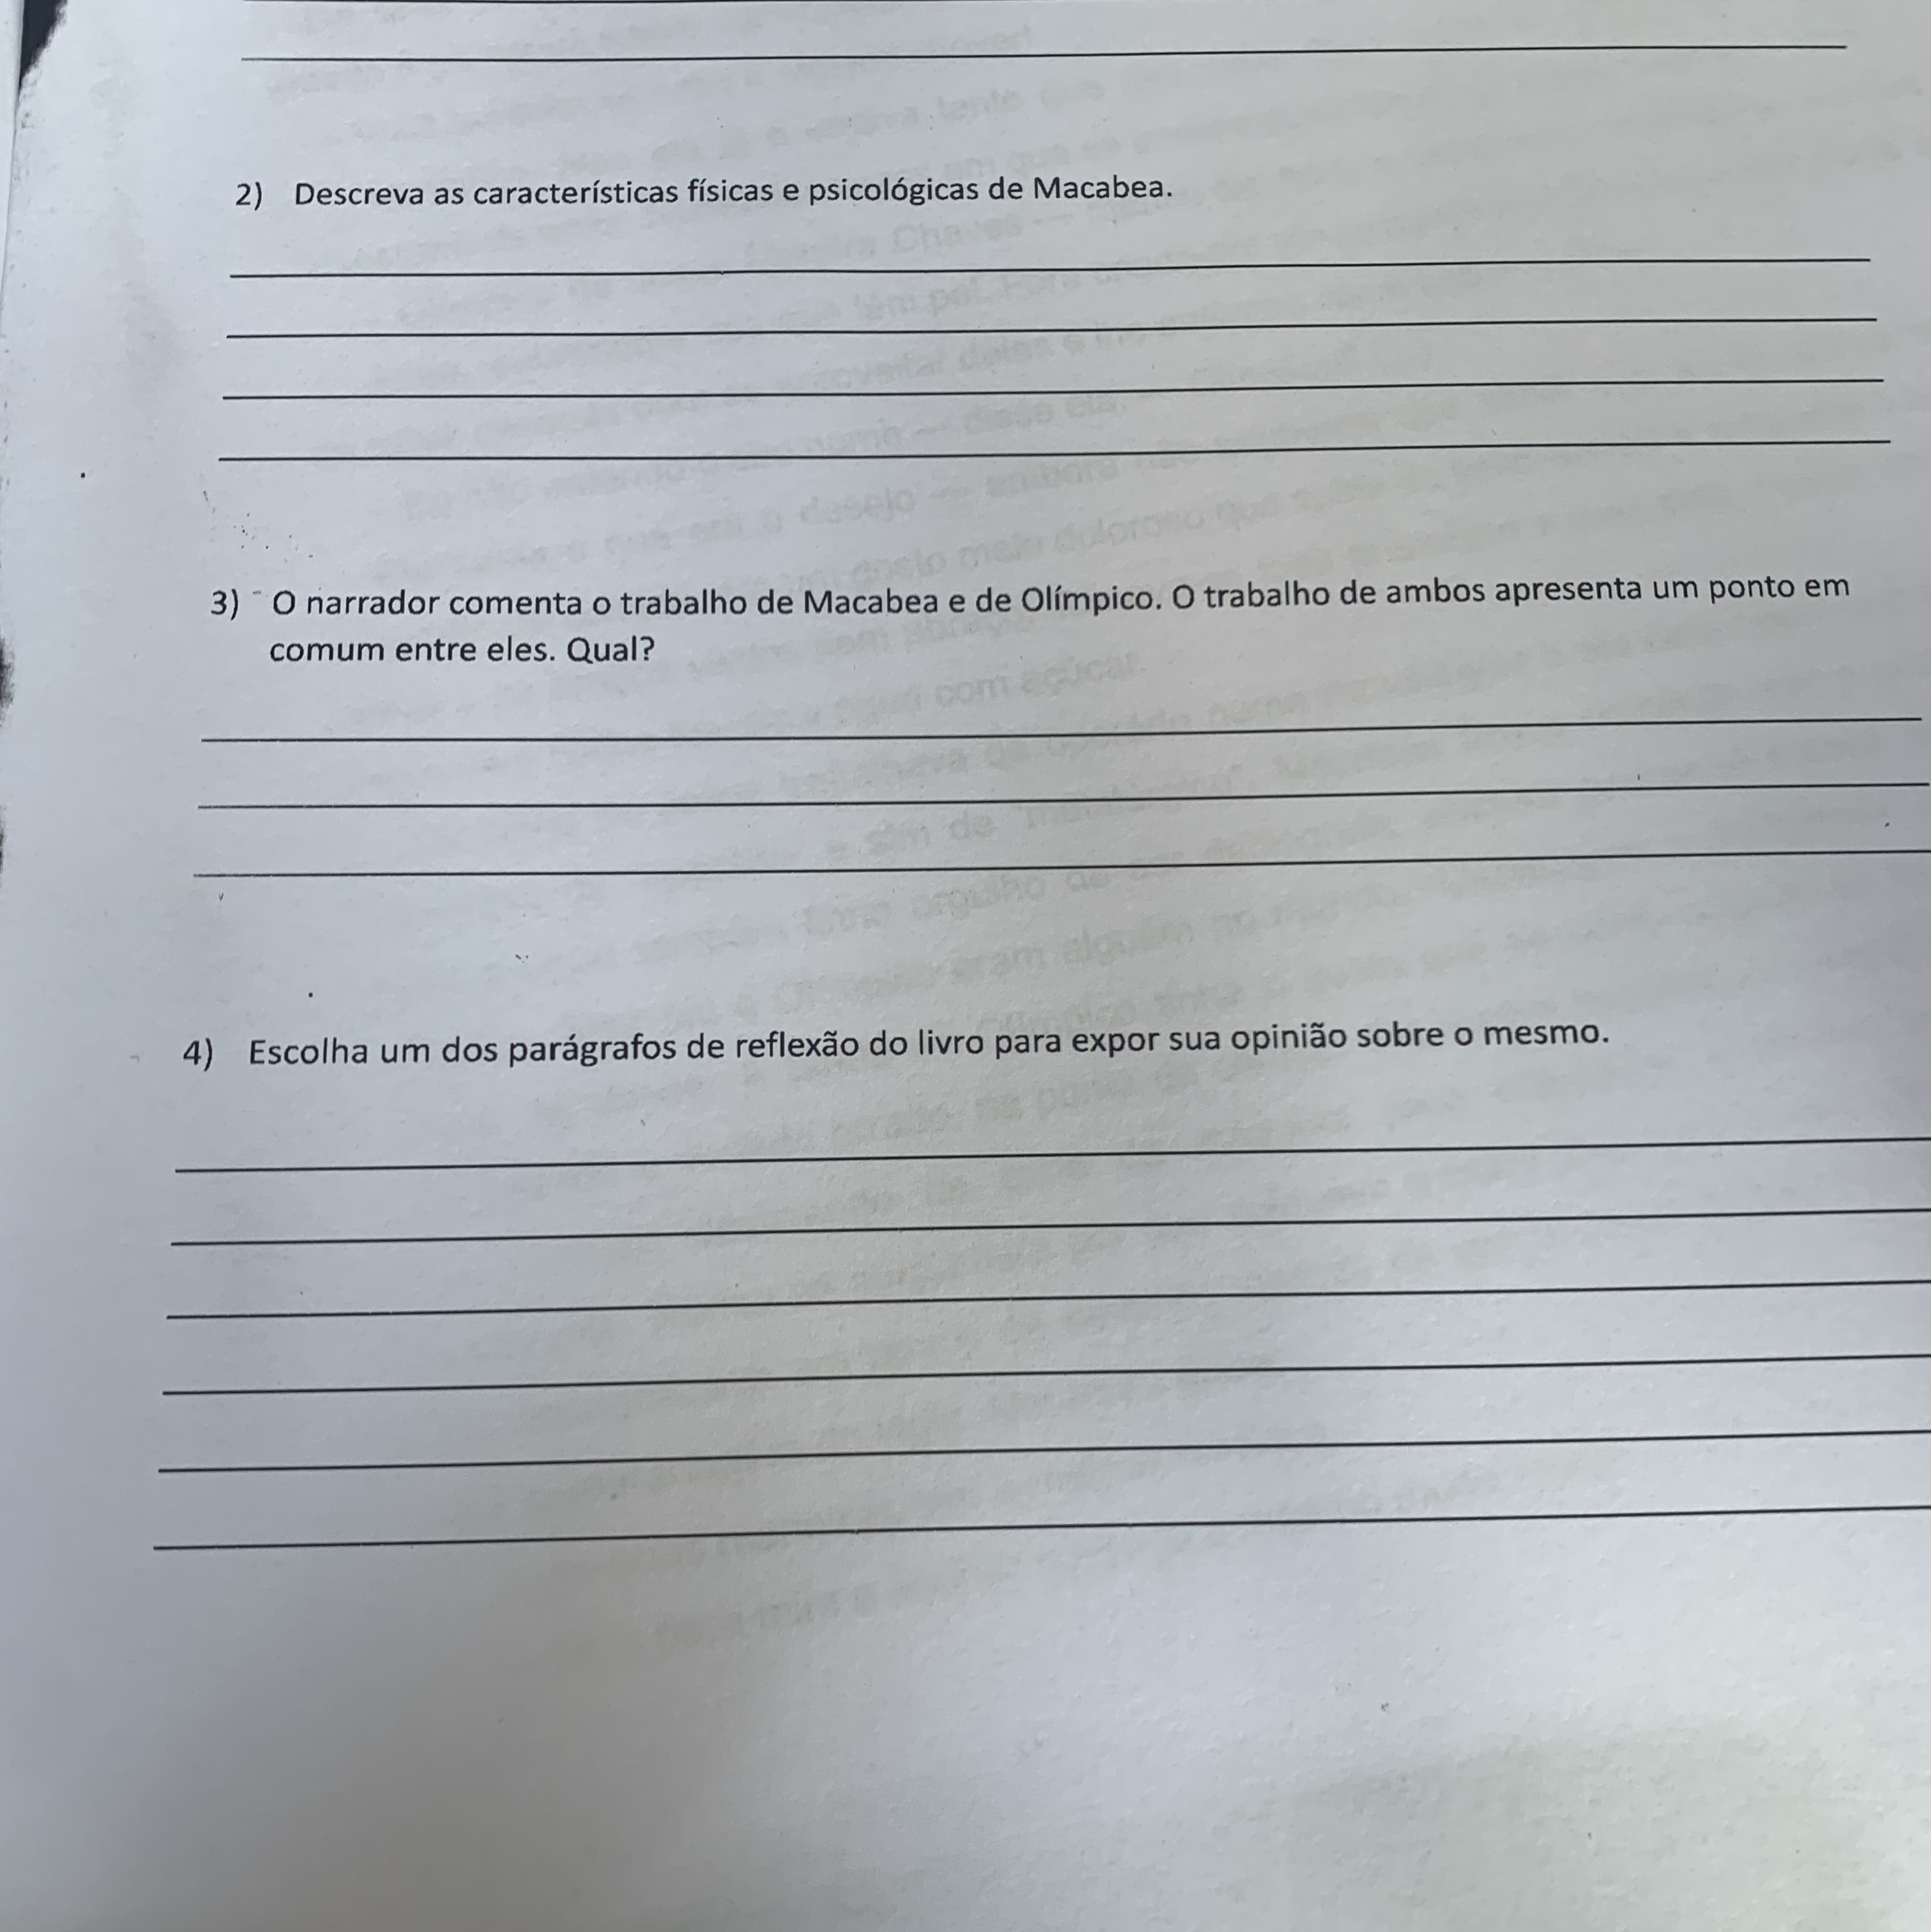 2) Descreva as características físicas e psicológicas de Macabea.
3) O narrador comenta o trabalho de Macabea e de Olímpico. O trabalho de ambos apresenta um ponto em
comum entre eles. Qual?
4) Escolha um dos parágrafos de reflexão do livro para expor sua opinião sobre o mesmo.